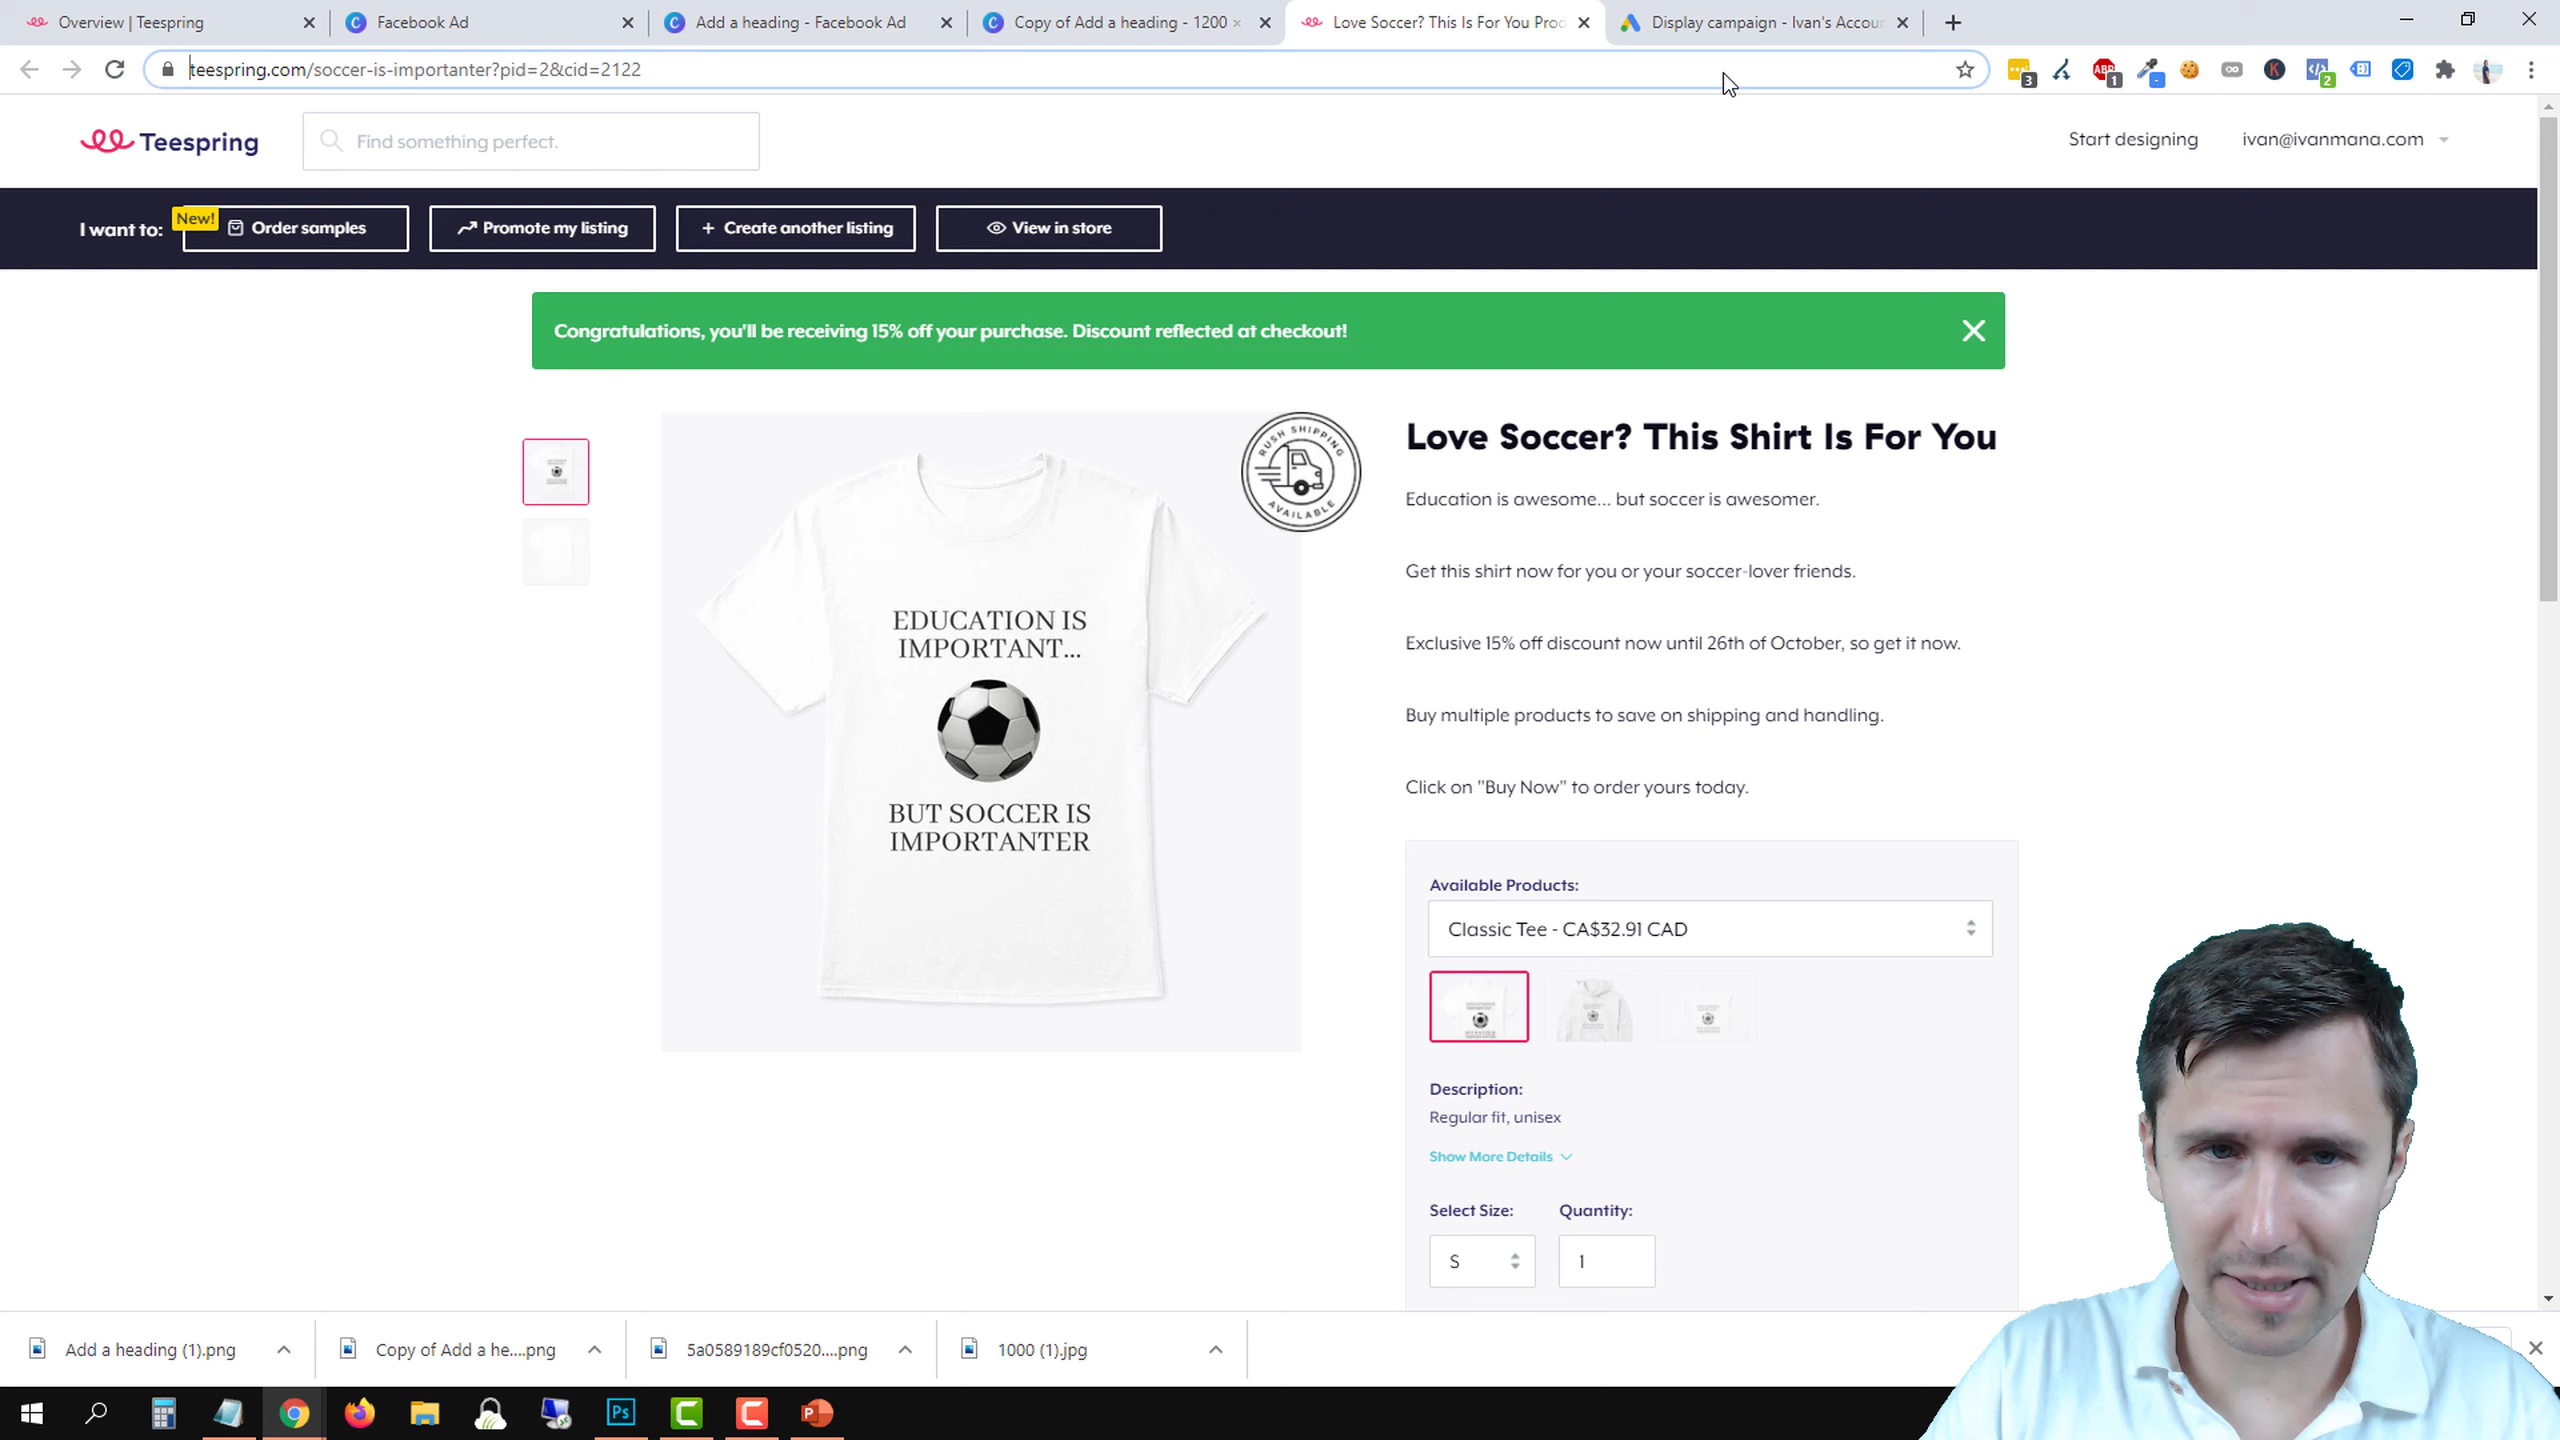 Overview | Teespring
Facebook Ad
Add a heading - Facebook Ad
Copy of Add a heading - 1200 ×
Love Soccer? This Is For You Proc
Display campaign - Ivan's Accoun
teespring.com/soccer-is-importanter?pid=2&cid=2122
Teespring
Find something perfect.
Start designing
ivan@ivanmana.com
I want to:
New!
Order samples
Promote my listing
+ Create another listing
View in store
Congratulations, you'll be receiving 15% off your purchase. Discount reflected at checkout!
RUSH SHIPPING
AVAILABLE
EDUCATION IS
IMPORTANT...
BUT SOCCER IS
IMPORTANTER
Love Soccer? This Shirt Is For You
Education is awesome... but soccer is awesomer.
Get this shirt now for you or your soccer-lover friends.
Exclusive 15% off discount now until 26th of October, so get it now.
Buy multiple products to save on shipping and handling.
Click on "Buy Now" to order yours today.
Available Products:
Classic Tee - CA$32.91 CAD
Description:
Regular fit, unisex
Show More Details
Select Size:
Quantity:
S
1
Add a heading (1).png
Copy of Add a he....png
5a0589189cf0520....png
1000 (1).jpg